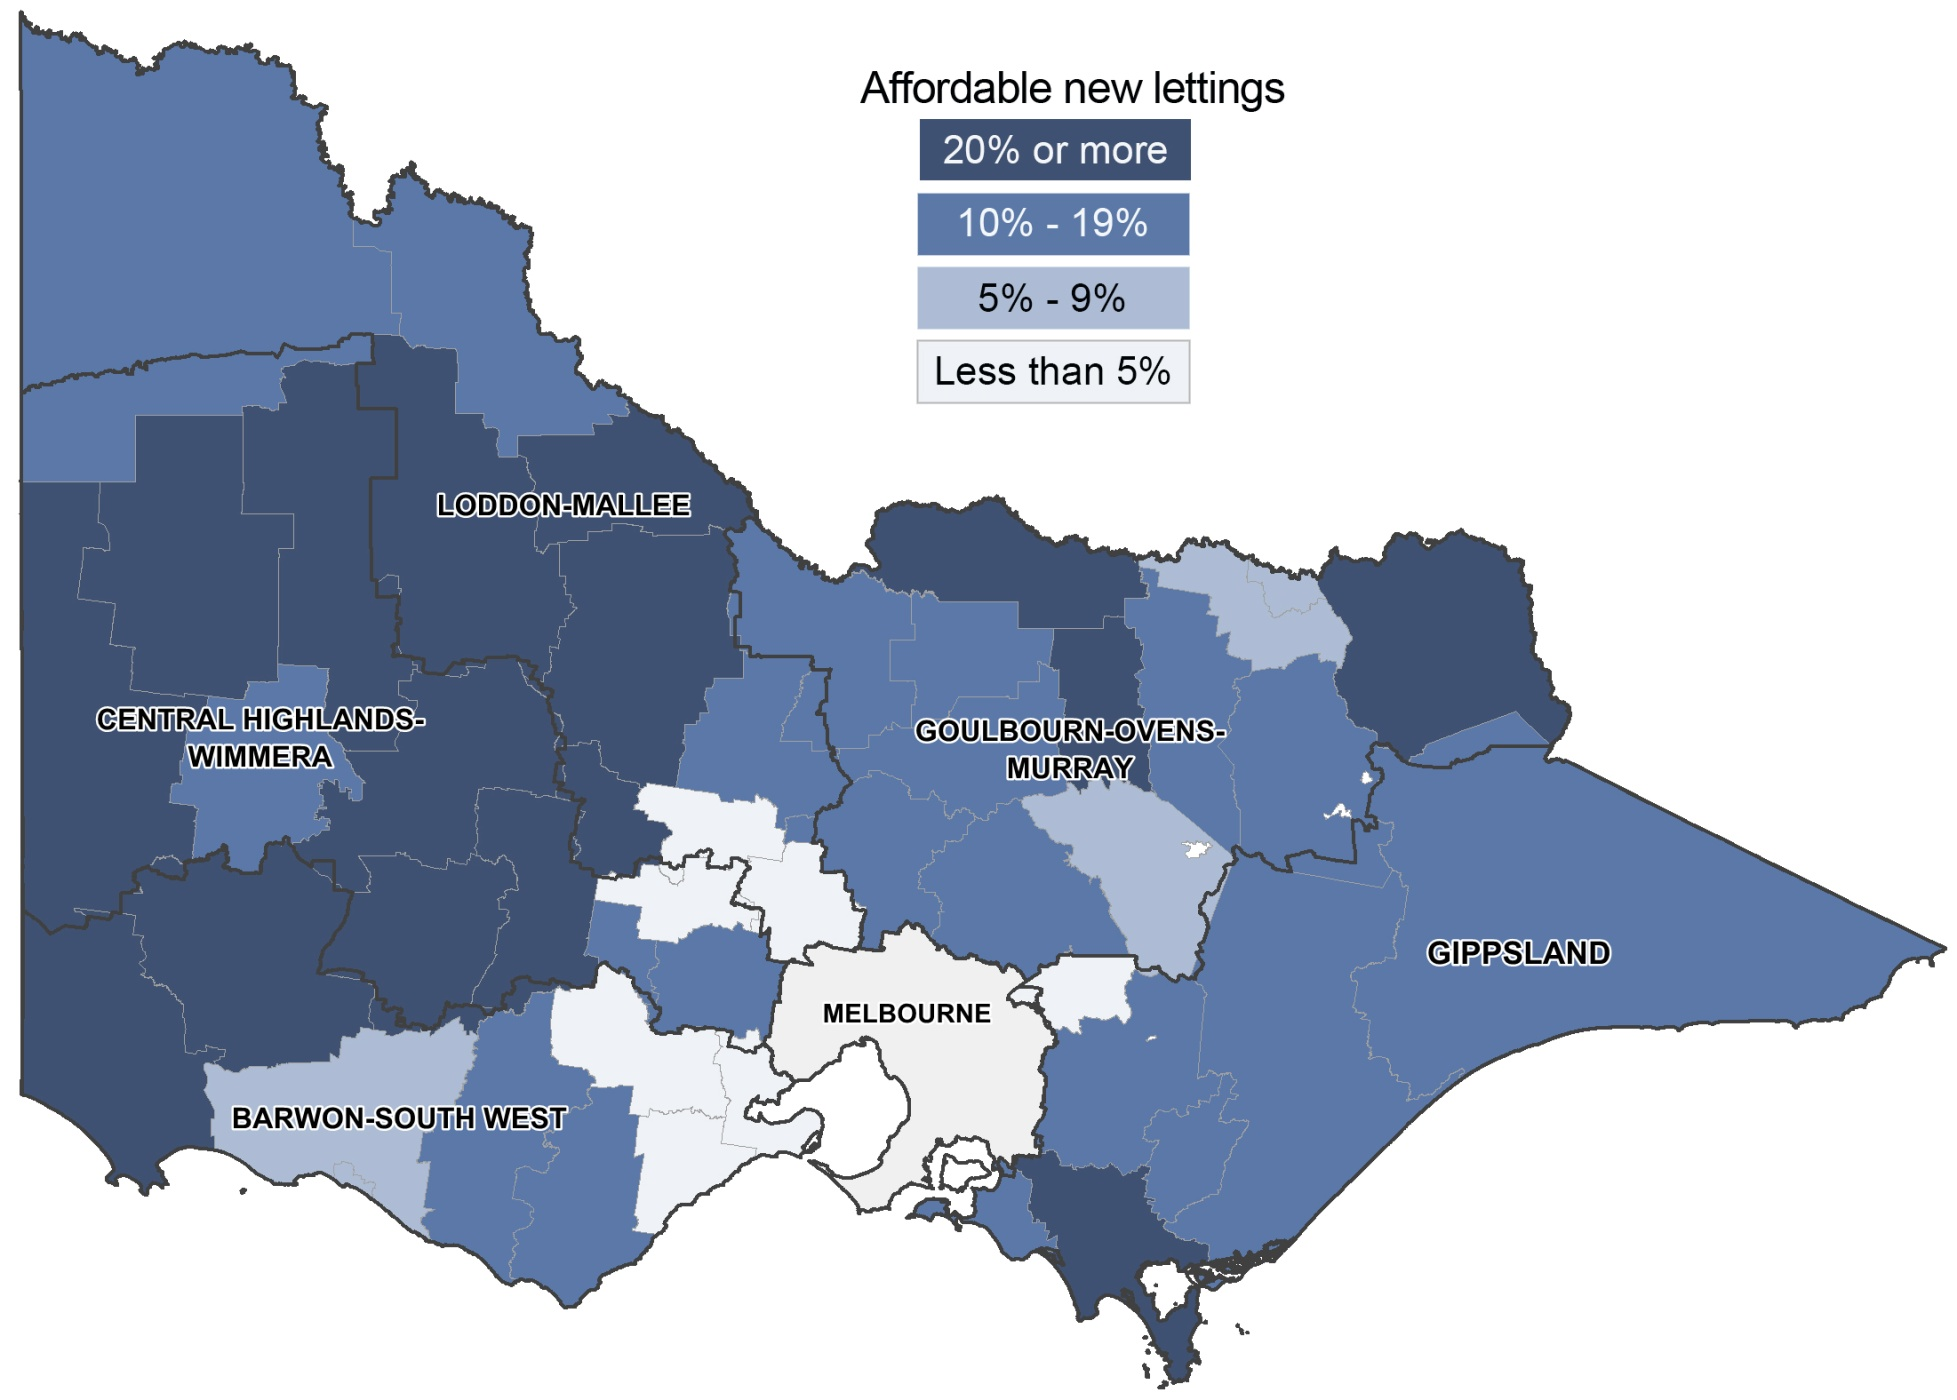 Affordable new lettings
20% or more
10% - 19%
5% - 9%
Less than 5%
LODDON-MALLEE
CENTRAL HIGHLANDS-
WIMMERA
GOULBOURN-OVENS-
MURRAY
GIPPSLAND
MELBOURNE
BARWON-SOUTH WEST